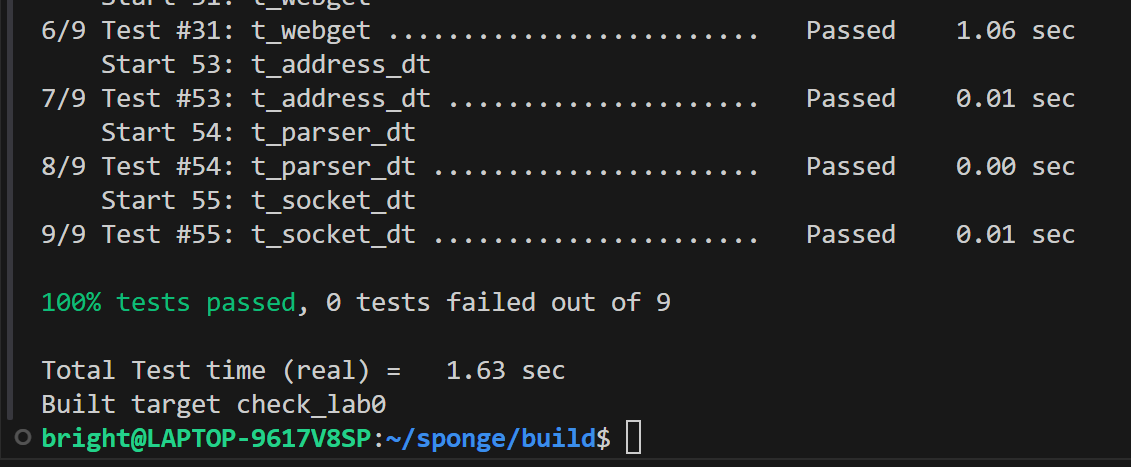 Start 31: t_webget
6/9 Test #31: t_webget .........................   Passed    1.06 sec
    Start 53: t_address_dt
7/9 Test #53: t_address_dt .....................   Passed    0.01 sec
    Start 54: t_parser_dt
8/9 Test #54: t_parser_dt ......................   Passed    0.00 sec
    Start 55: t_socket_dt
9/9 Test #55: t_socket_dt ......................   Passed    0.01 sec
100% tests passed, 0 tests failed out of 9
Total Test time (real) =   1.63 sec
Built target check_lab0
bright@LAPTOP-9617V8SP:~/sponge/build$